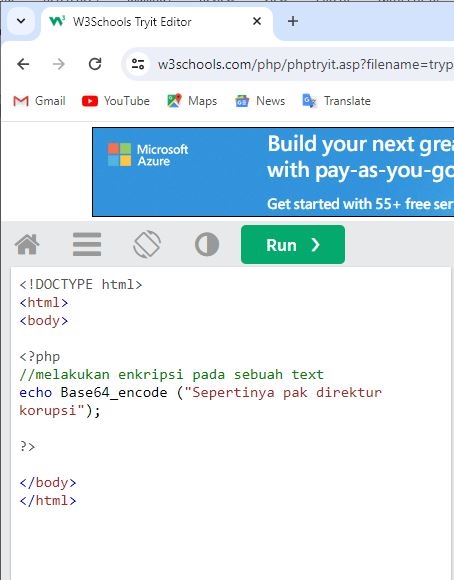 W3Schools Tryit Editor
w3schools.com/php/phptryit.asp?filename=tryp
Gmail YouTube Maps News Translate
Microsoft Azure
Build your next grea
with pay-as-you-go
Get started with 55+ free ser
Run ❯
<!DOCTYPE html>
<html>
<body>
<?php
//melakukan enkripsi pada sebuah text
echo Base64_encode ("Sepertinya pak direktur
korupsi");
?>
</body>
</html>